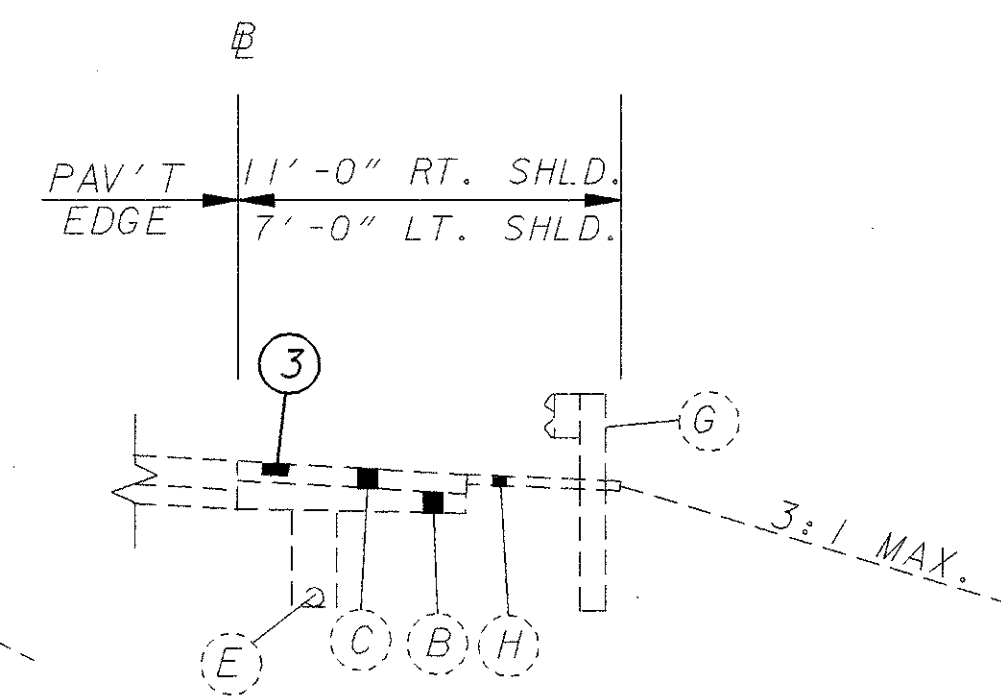 ℄
PAV'T
EDGE
11'-0" RT. SHLD.
7'-0" LT. SHLD.
3
G
3:1 MAX.
E
C
B
H